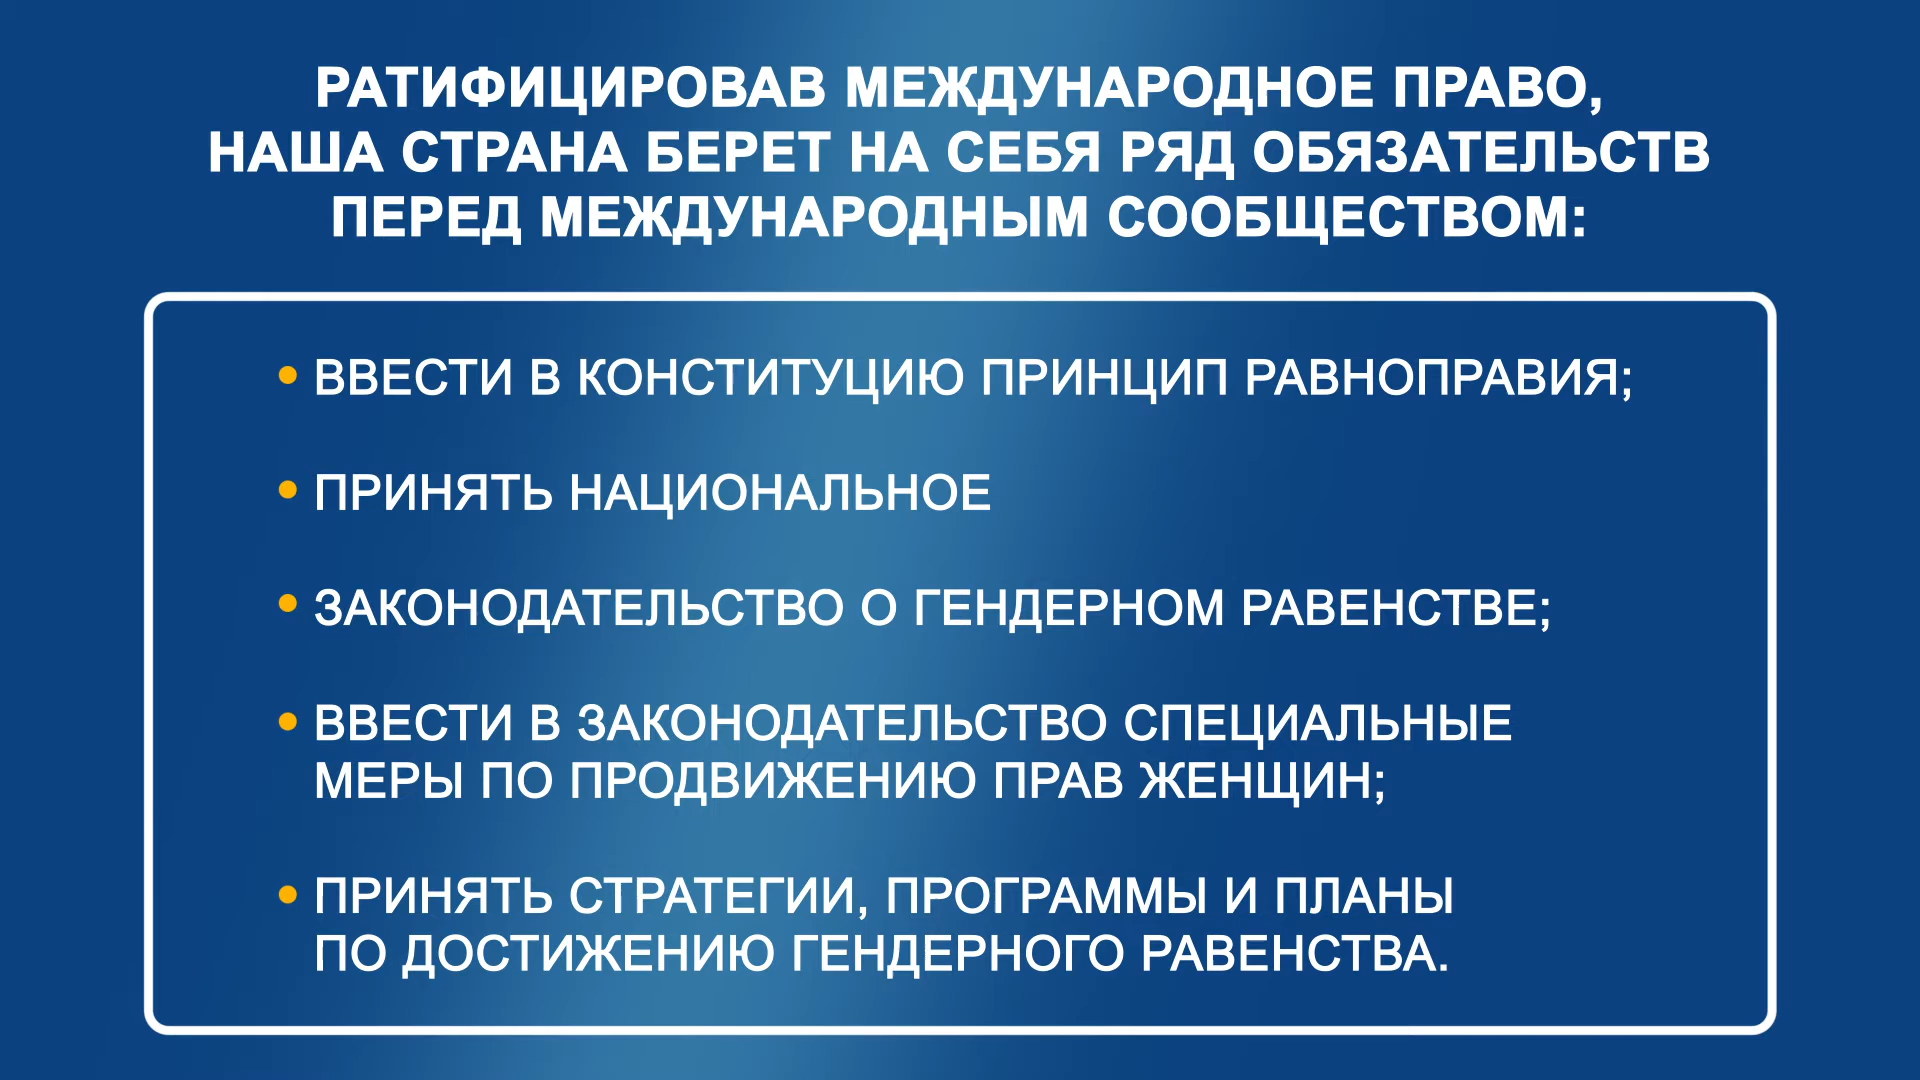 РАТИФИЦИРОВАВ МЕЖДУНАРОДНОЕ ПРАВО,
НАША СТРАНА БЕРЕТ НА СЕБЯ РЯД ОБЯЗАТЕЛЬСТВ
ПЕРЕД МЕЖДУНАРОДНЫМ СООБЩЕСТВОМ:
• ВВЕСТИ В КОНСТИТУЦИЮ ПРИНЦИП РАВНОПРАВИЯ;
• ПРИНЯТЬ НАЦИОНАЛЬНОЕ
• ЗАКОНОДАТЕЛЬСТВО О ГЕНДЕРНОМ РАВЕНСТВЕ;
• ВВЕСТИ В ЗАКОНОДАТЕЛЬСТВО СПЕЦИАЛЬНЫЕ
МЕРЫ ПО ПРОДВИЖЕНИЮ ПРАВ ЖЕНЩИН;
• ПРИНЯТЬ СТРАТЕГИИ, ПРОГРАММЫ И ПЛАНЫ
ПО ДОСТИЖЕНИЮ ГЕНДЕРНОГО РАВЕНСТВА.